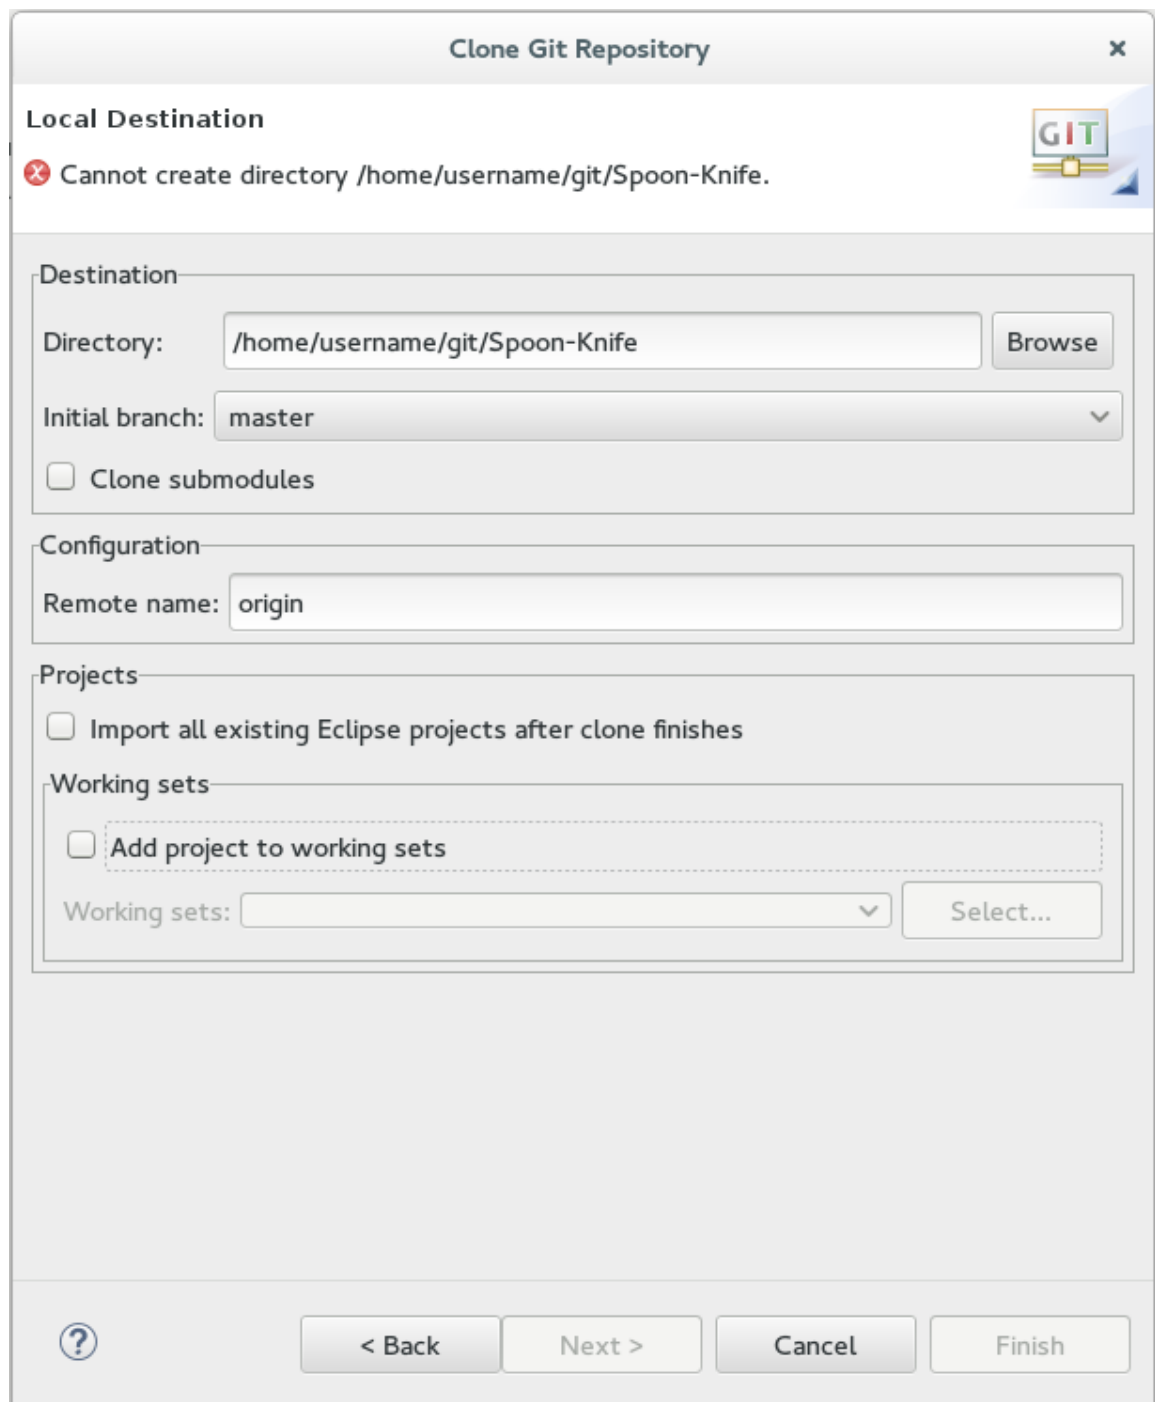 Clone Git Repository
Local Destination
GIT
Cannot create directory /home/username/git/Spoon-Knife.
Destination
Directory: /home/username/git/Spoon-Knife Browse
Initial branch: master
Clone submodules
Configuration
Remote name: origin
Projects
Import all existing Eclipse projects after clone finishes
Working sets
Add project to working sets
Working sets: Select...
? < Back Next > Cancel Finish